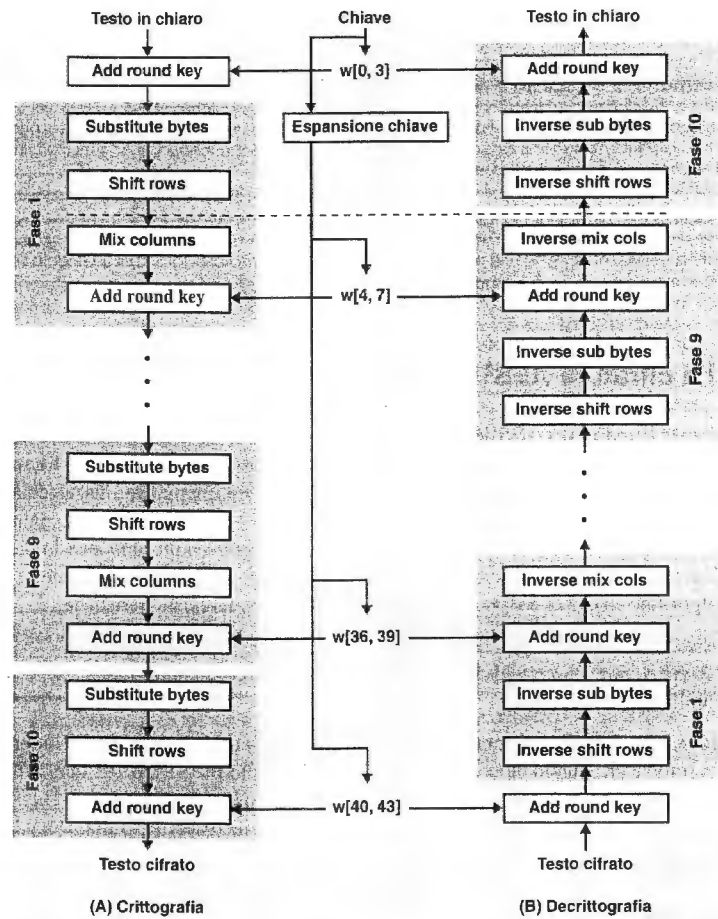 Testo in chiaro
Add round key
Substitute bytes
Shift rows
Mix columns
Add round key
Fase 1
Substitute bytes
Shift rows
Mix columns
Add round key
Fase 9
Substitute bytes
Shift rows
Add round key
Fase 10
Testo cifrato
(A) Crittografia
Chiave
w[0, 3]
Espansione chiave
w[4, 7]
w[36, 39]
w[40, 43]
Testo in chiaro
Add round key
Inverse sub bytes
Inverse shift rows
Fase 10
Inverse mix cols
Add round key
Inverse sub bytes
Inverse shift rows
Fase 9
Inverse mix cols
Add round key
Inverse sub bytes
Inverse shift rows
Fase 1
Add round key
Testo cifrato
(B) Decrittografia